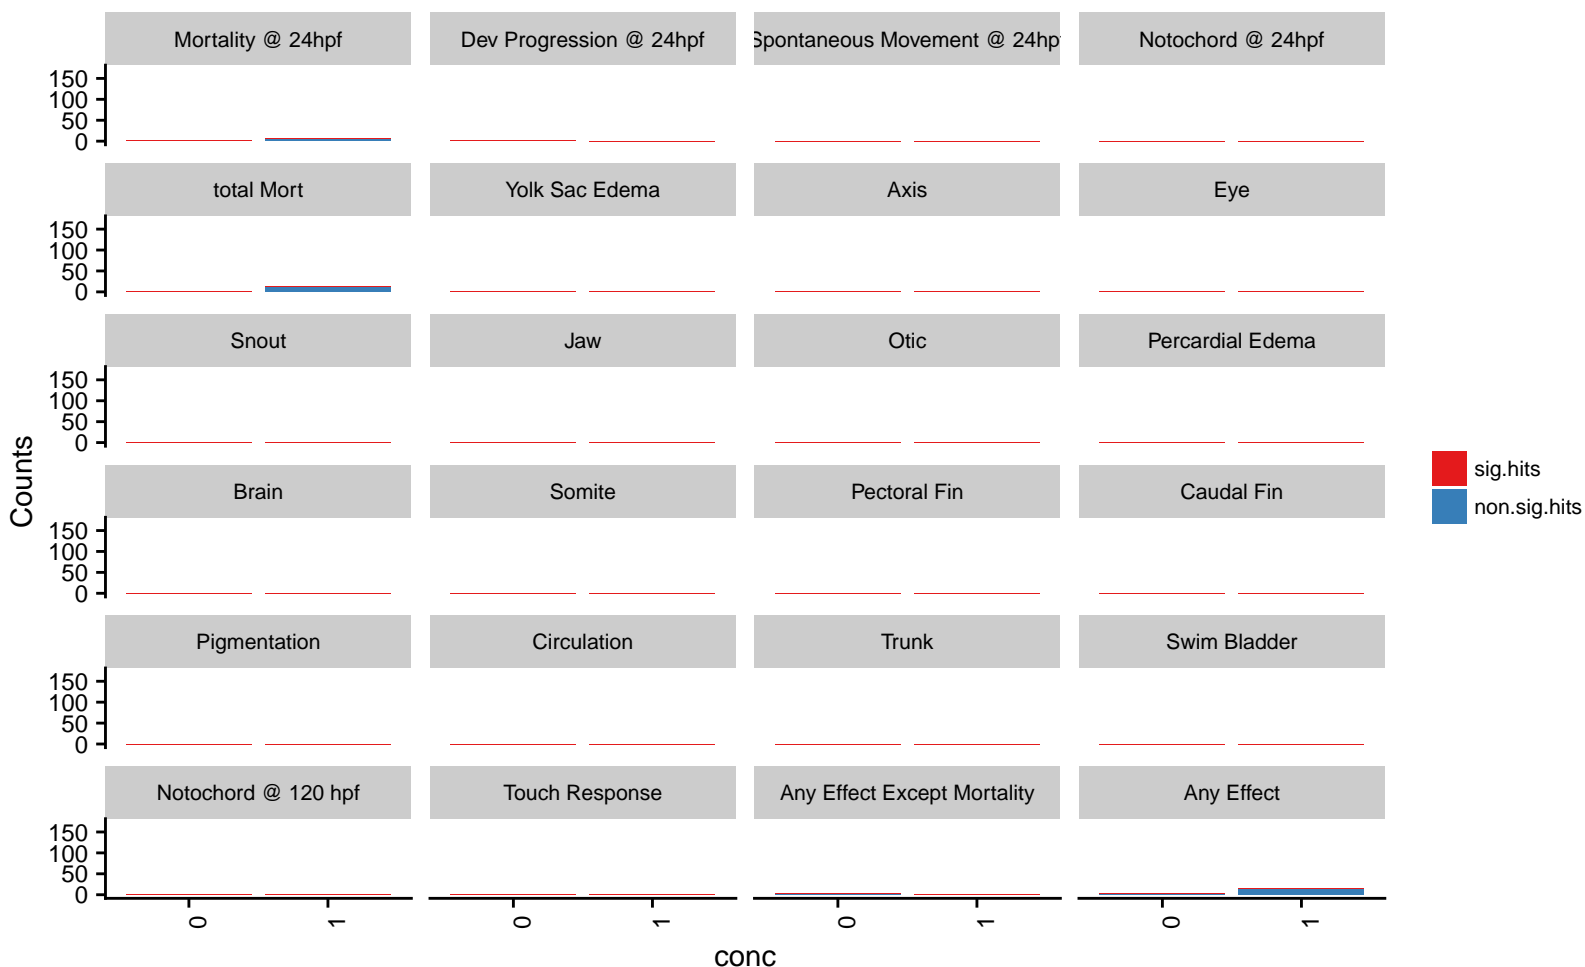 Mortality @ 24hpf
Dev Progression @ 24hpf
Spontaneous Movement @ 24hp
Notochord @ 24hpf
150
100
50
0
total Mort
Yolk Sac Edema
Axis
Eye
150
100
50
0
Snout
Jaw
Otic
Percardial Edema
150
100
50
0
Brain
Somite
Pectoral Fin
Caudal Fin
150
100
50
0
Pigmentation
Circulation
Trunk
Swim Bladder
150
100
50
0
Notochord @ 120 hpf
Touch Response
Any Effect Except Mortality
Any Effect
150
100
50
0
0
1
0
1
0
1
0
1
conc
Counts
sig.hits
non.sig.hits